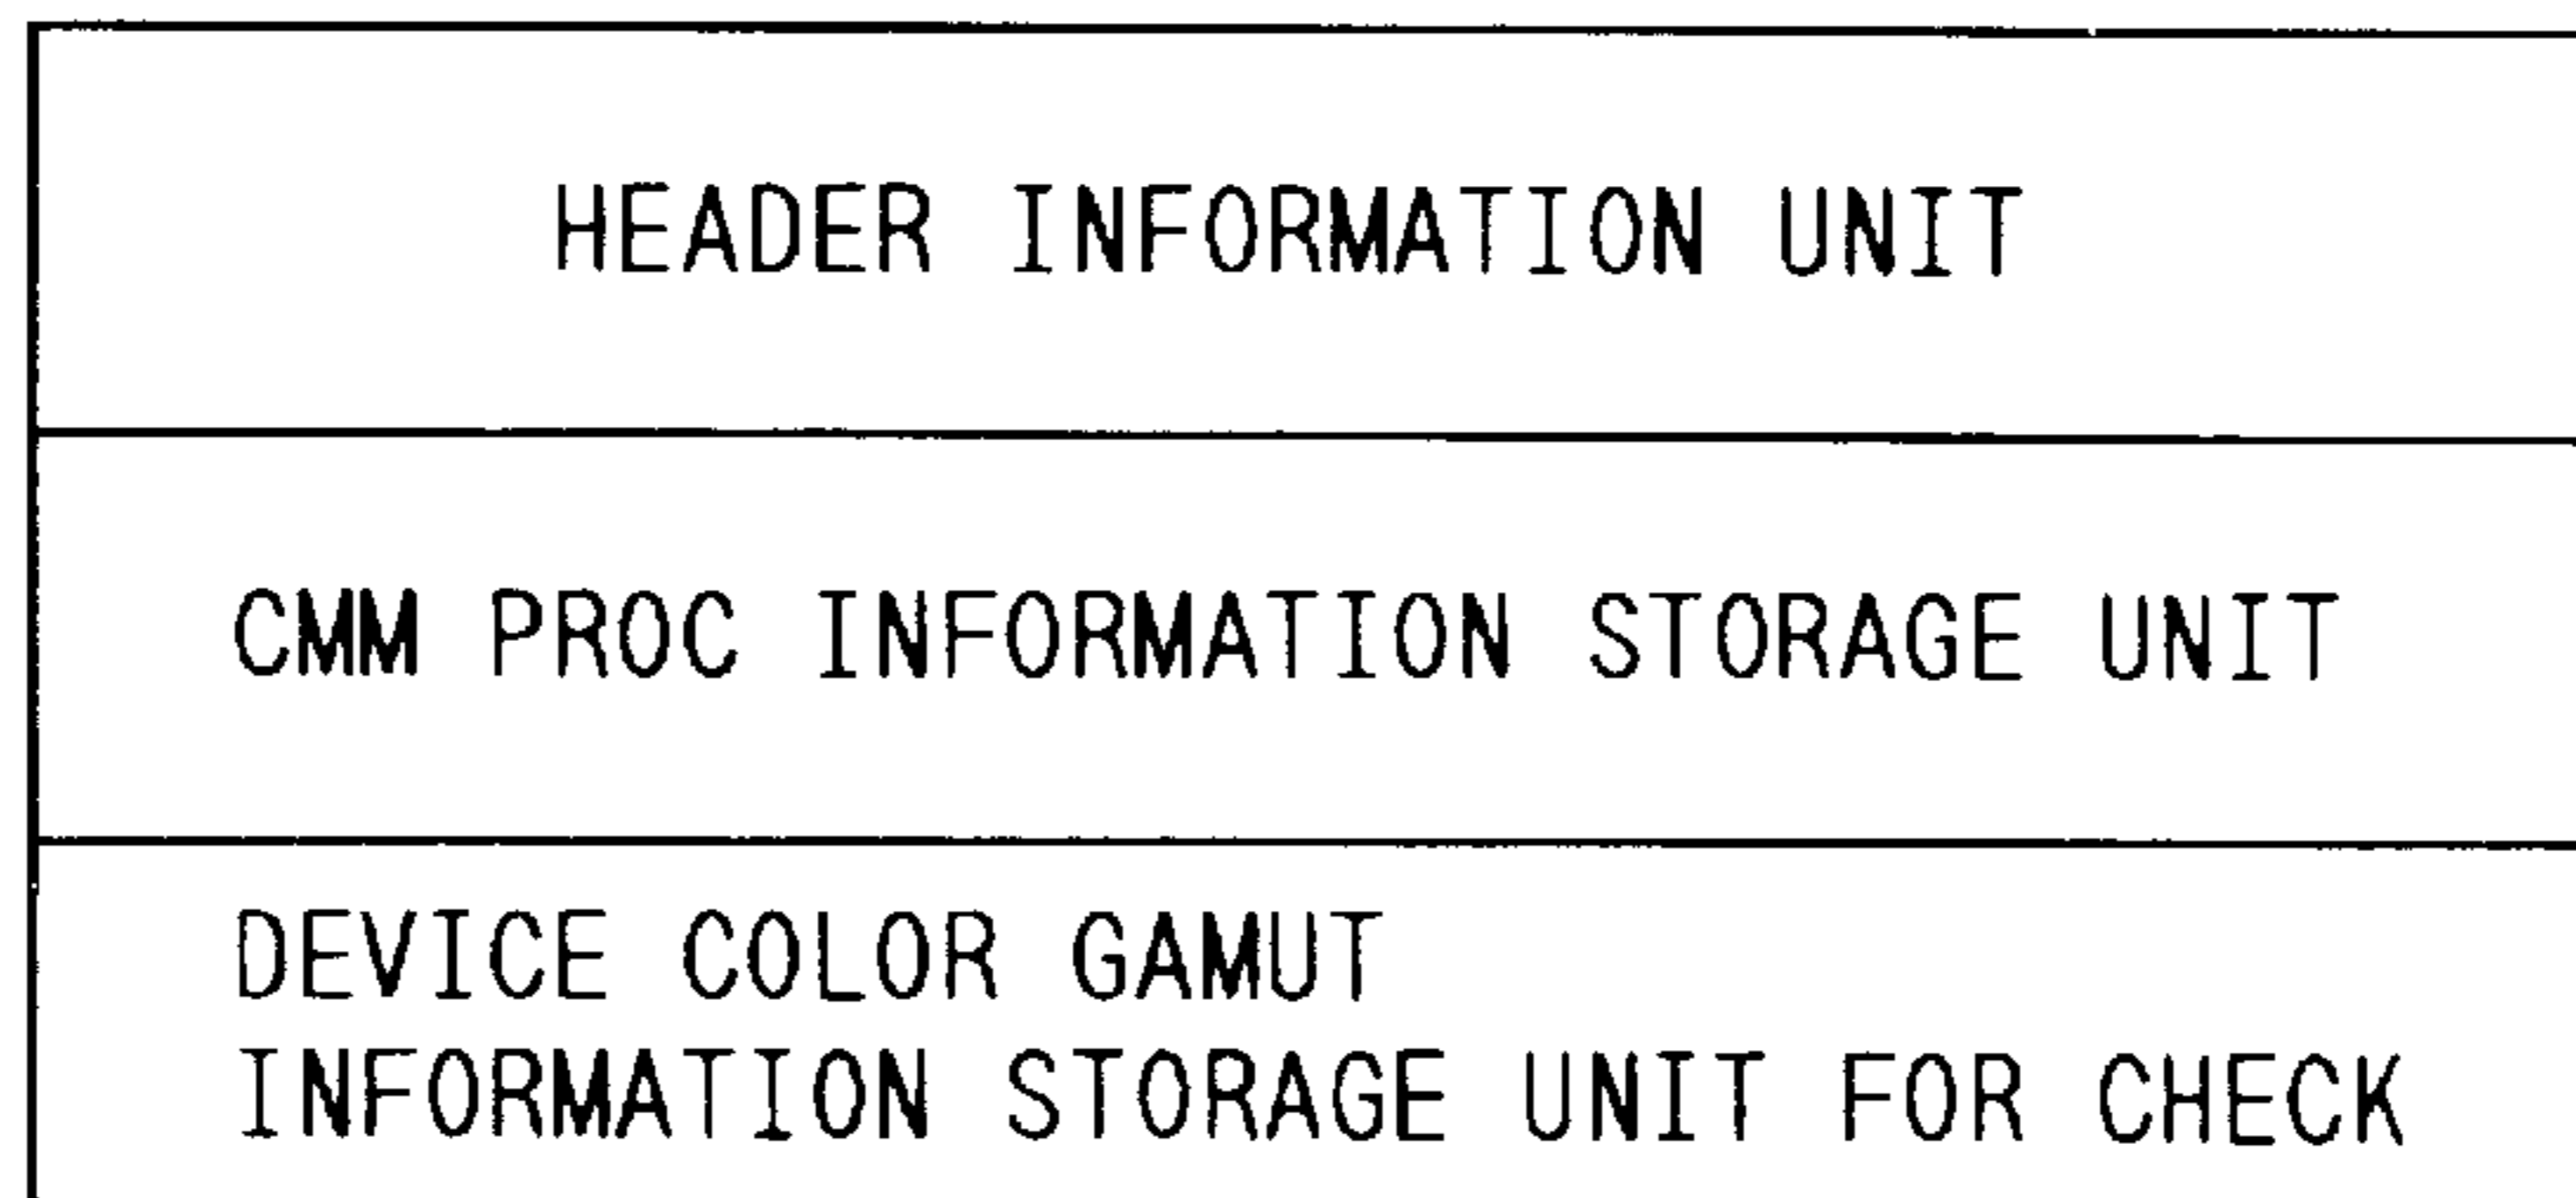 HEADER INFORMATION UNIT
CMM PROC INFORMATION STORAGE UNIT
DEVICE COLOR GAMUT
INFORMATION STORAGE UNIT FOR CHECK